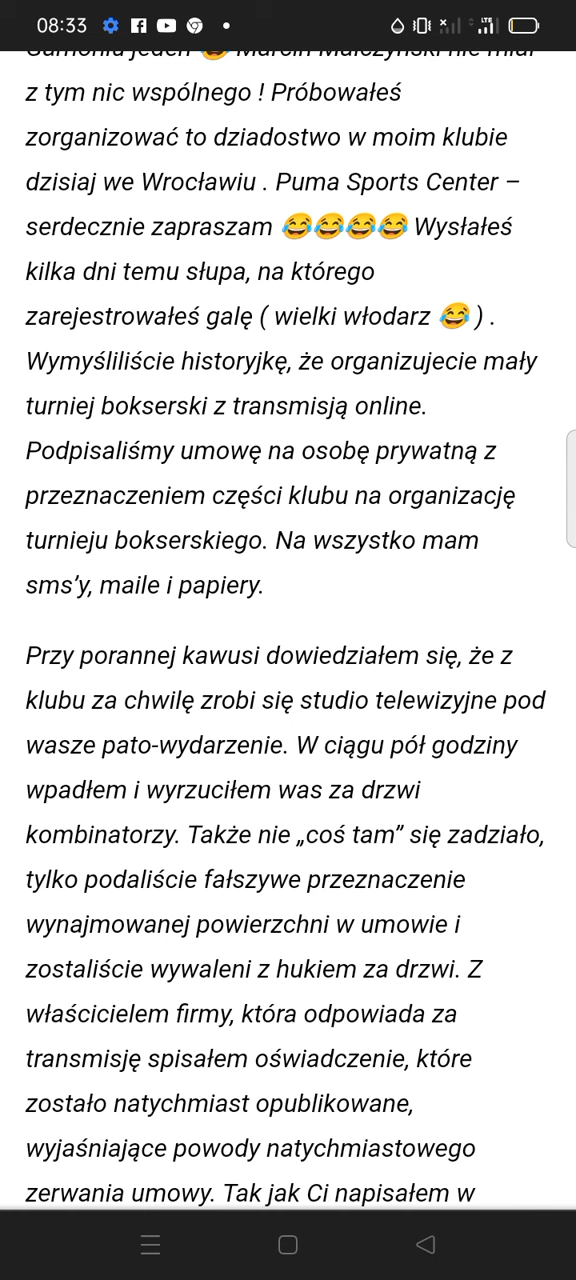 08:33
z tym nic wspólnego ! Próbowałeś
zorganizować to dziadostwo w moim klubie
dzisiaj we Wrocławiu . Puma Sports Center –
serdecznie zapraszam 😂😂😂😂 Wysłałeś
kilka dni temu słupa, na którego
zarejestrowałeś galę ( wielki włodarz 😂 ) .
Wymyśliliście historyjkę, że organizujecie mały
turniej bokserski z transmisją online.
Podpisaliśmy umowę na osobę prywatną z
przeznaczeniem części klubu na organizację
turnieju bokserskiego. Na wszystko mam
sms’y, maile i papiery.
Przy porannej kawusi dowiedziałem się, że z
klubu za chwilę zrobi się studio telewizyjne pod
wasze pato-wydarzenie. W ciągu pół godziny
wpadłem i wyrzuciłem was za drzwi
kombinatorzy. Także nie „coś tam” się zadziało,
tylko podaliście fałszywe przeznaczenie
wynajmowanej powierzchni w umowie i
zostaliście wywaleni z hukiem za drzwi. Z
właścicielem firmy, która odpowiada za
transmisję spisałem oświadczenie, które
zostało natychmiast opublikowane,
wyjaśniające powody natychmiastowego
zerwania umowy. Tak jak Ci napisałem w